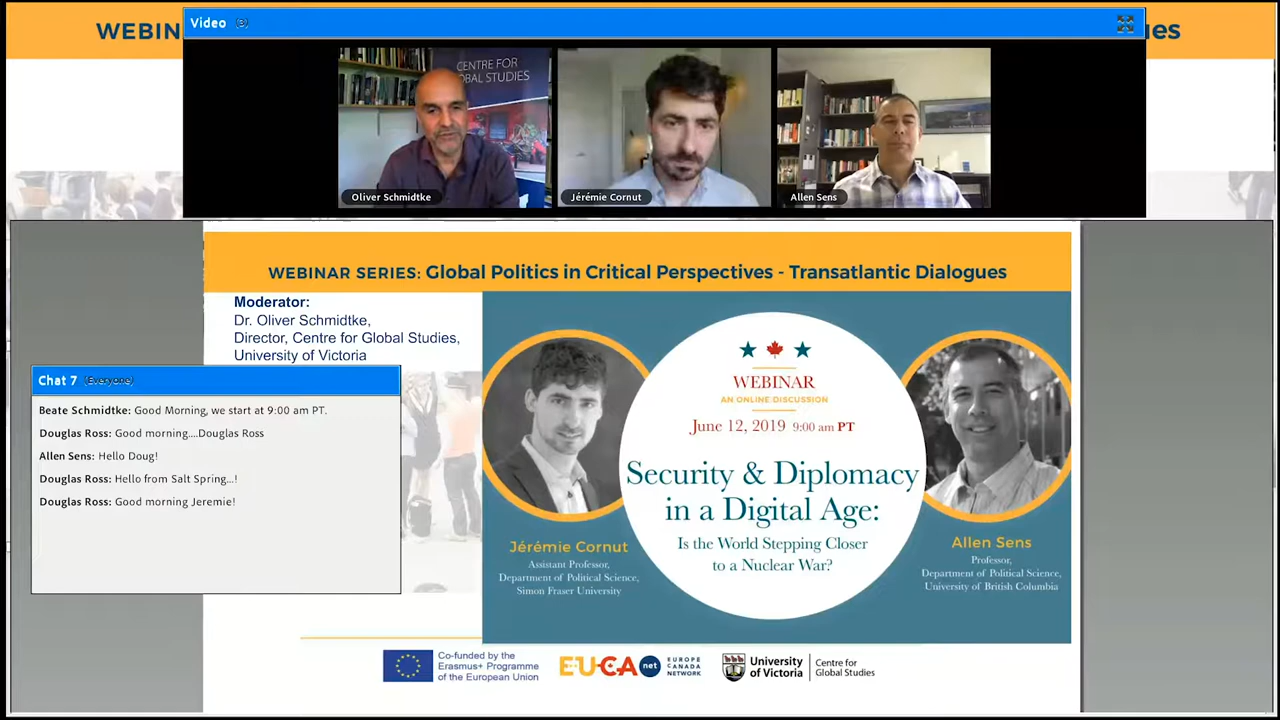 WEBIN
ies
Video (3)
CENTRE FOR
OBAL STUDIES
Oliver Schmidtke
Jérémie Cornut
Allen Sens
WEBINAR SERIES: Global Politics in Critical Perspectives - Transatlantic Dialogues
Moderator:
Dr. Oliver Schmidtke,
Director, Centre for Global Studies,
University of Victoria
Chat 7 (Everyone)
Beate Schmidtke: Good Morning, we start at 9:00 am PT.
Douglas Ross: Good morning....Douglas Ross
Allen Sens: Hello Doug!
Douglas Ross: Hello from Salt Spring...!
Douglas Ross: Good morning Jeremie!
WEBINAR
AN ONLINE DISCUSSION
June 12, 2019 9:00 am PT
Security & Diplomacy
in a Digital Age:
Is the World Stepping Closer
to a Nuclear War?
Jérémie Cornut
Assistant Professor,
Department of Political Science,
Simon Fraser University
Allen Sens
Professor,
Department of Political Science,
University of British Columbia
Co-funded by the
Erasmus+ Programme
of the European Union
EUCA net
EUROPE
CANADA
NETWORK
University
of Victoria
Centre for
Global Studies